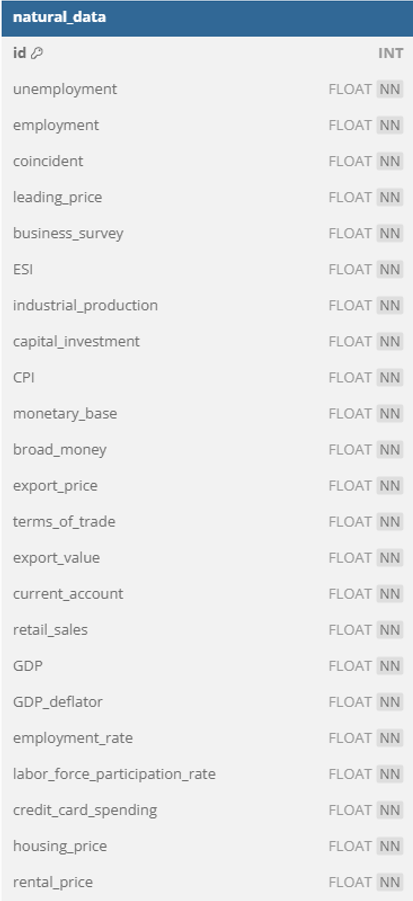 natural_data
id INT
unemployment FLOAT NN
employment FLOAT NN
coincident FLOAT NN
leading_price FLOAT NN
business_survey FLOAT NN
ESI FLOAT NN
industrial_production FLOAT NN
capital_investment FLOAT NN
CPI FLOAT NN
monetary_base FLOAT NN
broad_money FLOAT NN
export_price FLOAT NN
terms_of_trade FLOAT NN
export_value FLOAT NN
current_account FLOAT NN
retail_sales FLOAT NN
GDP FLOAT NN
GDP_deflator FLOAT NN
employment_rate FLOAT NN
labor_force_participation_rate FLOAT NN
credit_card_spending FLOAT NN
housing_price FLOAT NN
rental_price FLOAT NN